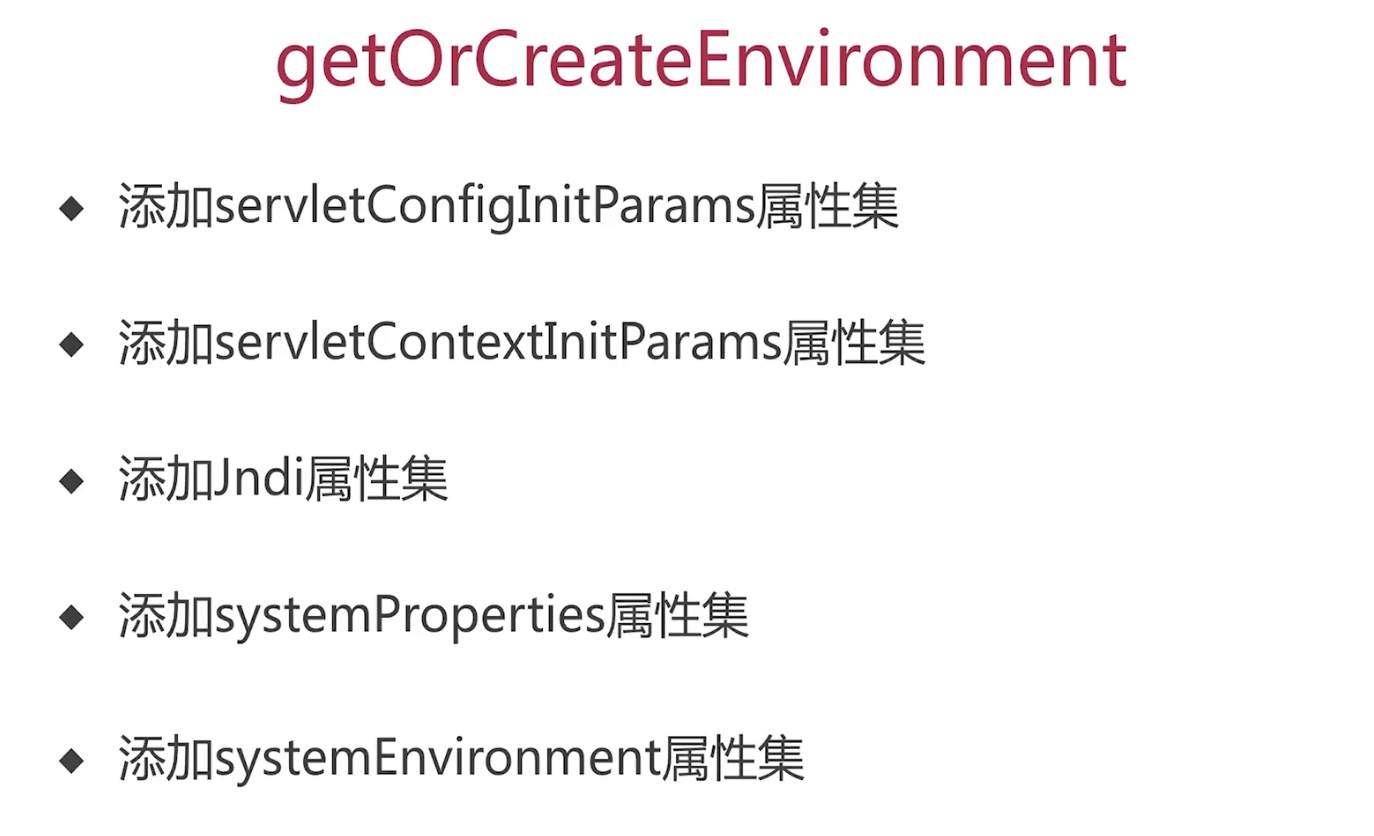 getOrCreateEnvironment
添加servletConfigInitParams属性集
添加servletContextInitParams属性集
添加Jndi属性集
添加systemProperties属性集
添加systemEnvironment属性集